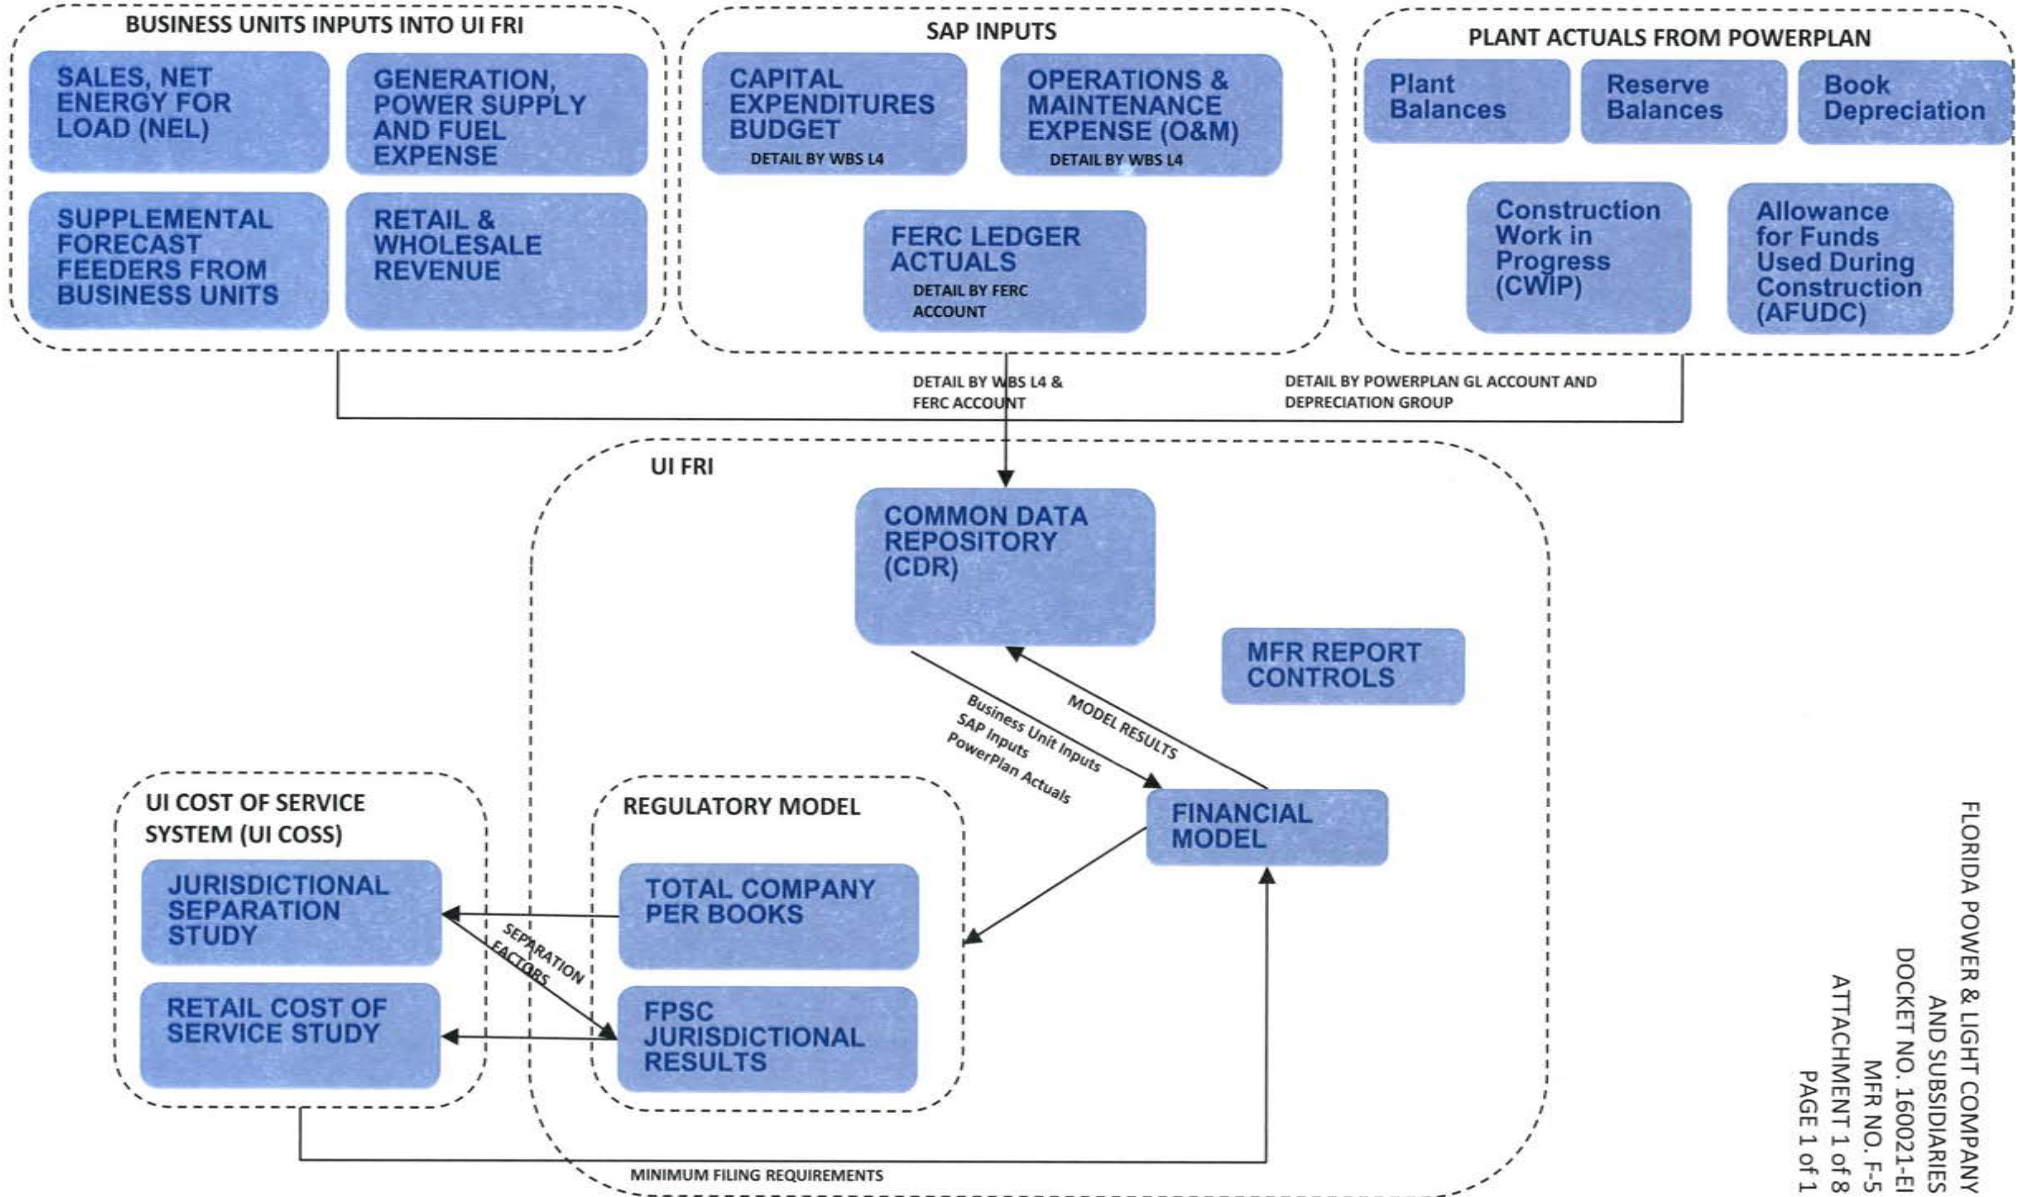 BUSINESS UNITS INPUTS INTO UI FRI
SALES, NET
ENERGY FOR
LOAD (NEL)
GENERATION,
POWER SUPPLY
AND FUEL
EXPENSE
SUPPLEMENTAL
FORECAST
FEEDERS FROM
BUSINESS UNITS
RETAIL &
WHOLESALE
REVENUE
SAP INPUTS
CAPITAL
EXPENDITURES
BUDGET
DETAIL BY WBS L4
OPERATIONS &
MAINTENANCE
EXPENSE (O&M)
DETAIL BY WBS L4
FERC LEDGER
ACTUALS
DETAIL BY FERC
ACCOUNT
PLANT ACTUALS FROM POWERPLAN
Plant
Balances
Reserve
Balances
Book
Depreciation
Construction
Work in
Progress
(CWIP)
Allowance
for Funds
Used During
Construction
(AFUDC)
DETAIL BY WBS L4 &
FERC ACCOUNT
DETAIL BY POWERPLAN GL ACCOUNT AND
DEPRECIATION GROUP
UI FRI
COMMON DATA
REPOSITORY
(CDR)
MFR REPORT
CONTROLS
MODEL RESULTS
Business Unit Inputs
SAP Inputs
PowerPlan Actuals
FINANCIAL
MODEL
UI COST OF SERVICE
SYSTEM (UI COSS)
JURISDICTIONAL
SEPARATION
STUDY
RETAIL COST OF
SERVICE STUDY
SEPARATION
FACTORS
REGULATORY MODEL
TOTAL COMPANY
PER BOOKS
FPSC
JURISDICTIONAL
RESULTS
MINIMUM FILING REQUIREMENTS
FLORIDA POWER & LIGHT COMPANY
AND SUBSIDIARIES
DOCKET NO. 160021-EI
MFR NO. F-5
ATTACHMENT 1 of 8
PAGE 1 of 1